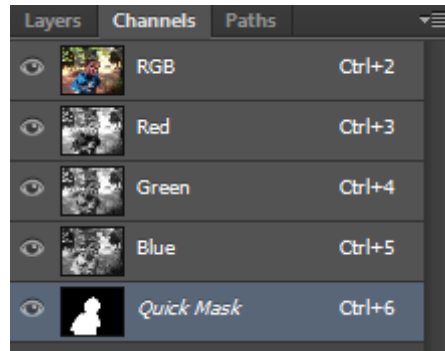 Layers Channels Paths
RGB Ctrl+2
Red Ctrl+3
Green Ctrl+4
Blue Ctrl+5
Quick Mask Ctrl+6